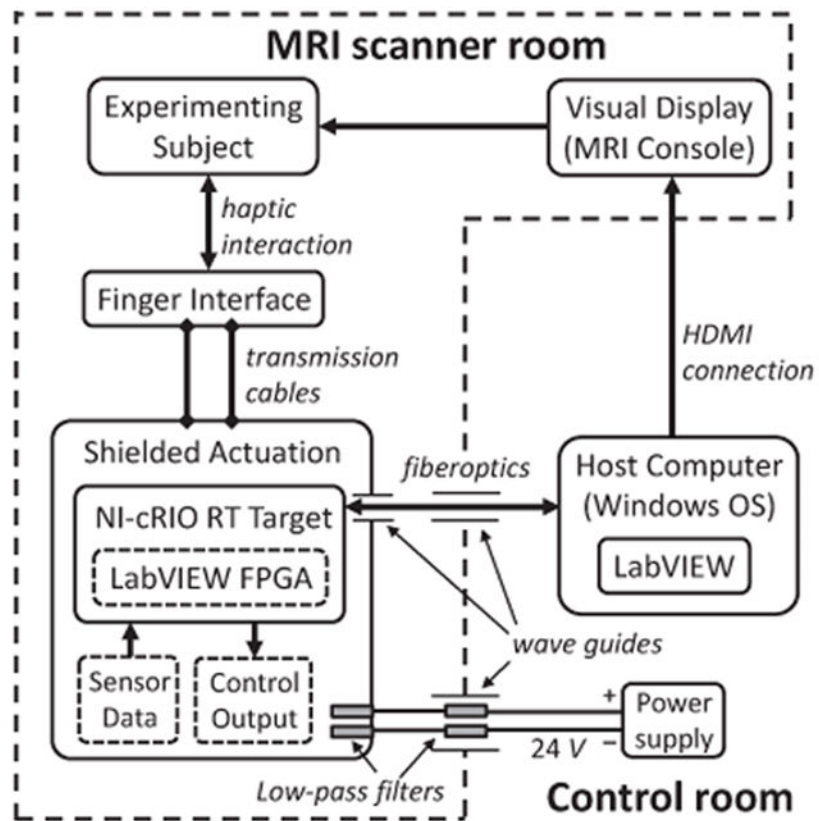 MRI scanner room
Experimenting
Subject
Visual Display
(MRI Console)
haptic
interaction
Finger Interface
HDMI
connection
transmission
cables
Shielded Actuation
fiberoptics
Host Computer
(Windows OS)
NI-cRIO RT Target
LabVIEW FPGA
LabVIEW
wave guides
Sensor
Data
Control
Output
+
Power
supply
24 V
−
Low-pass filters
Control room